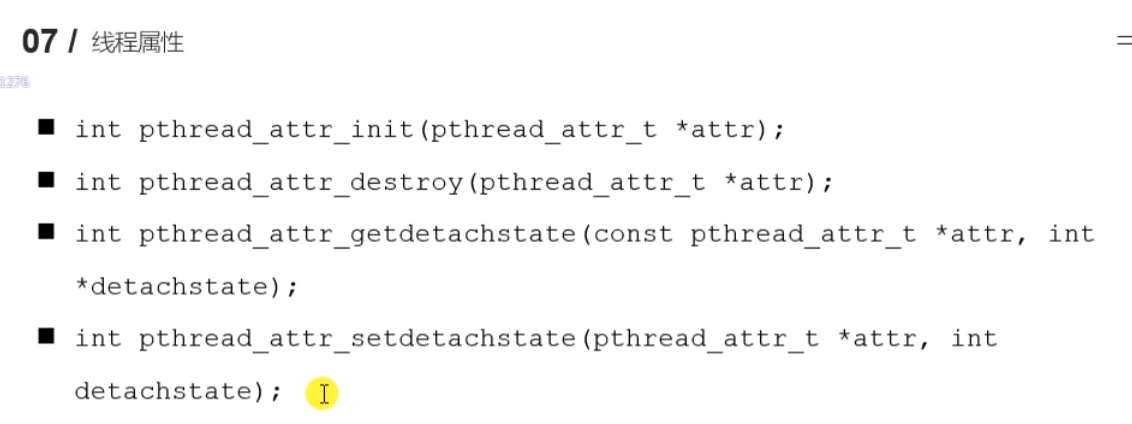 07 / 线程属性
1276
■ int pthread_attr_init(pthread_attr_t *attr);
■ int pthread_attr_destroy(pthread_attr_t *attr);
■ int pthread_attr_getdetachstate(const pthread_attr_t *attr, int
*detachstate);
■ int pthread_attr_setdetachstate(pthread_attr_t *attr, int
detachstate);